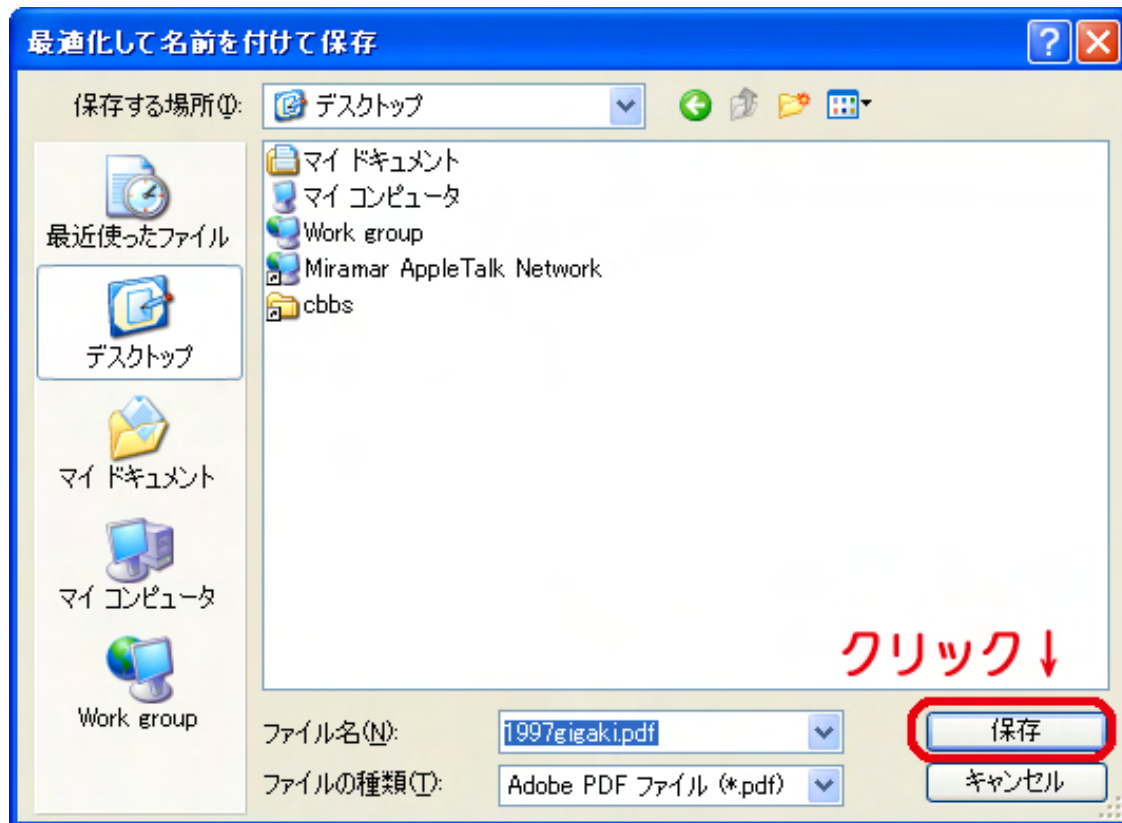 最適化して名前を付けて保存
保存する場所(I):
デスクトップ
最近使ったファイル
デスクトップ
マイ ドキュメント
マイ コンピュータ
Work group
マイ ドキュメント
マイ コンピュータ
Work group
Miramar AppleTalk Network
cbbs
クリック↓
ファイル名(N):
1997gigaki.pdf
保存
ファイルの種類(T):
Adobe PDF ファイル (*.pdf)
キャンセル